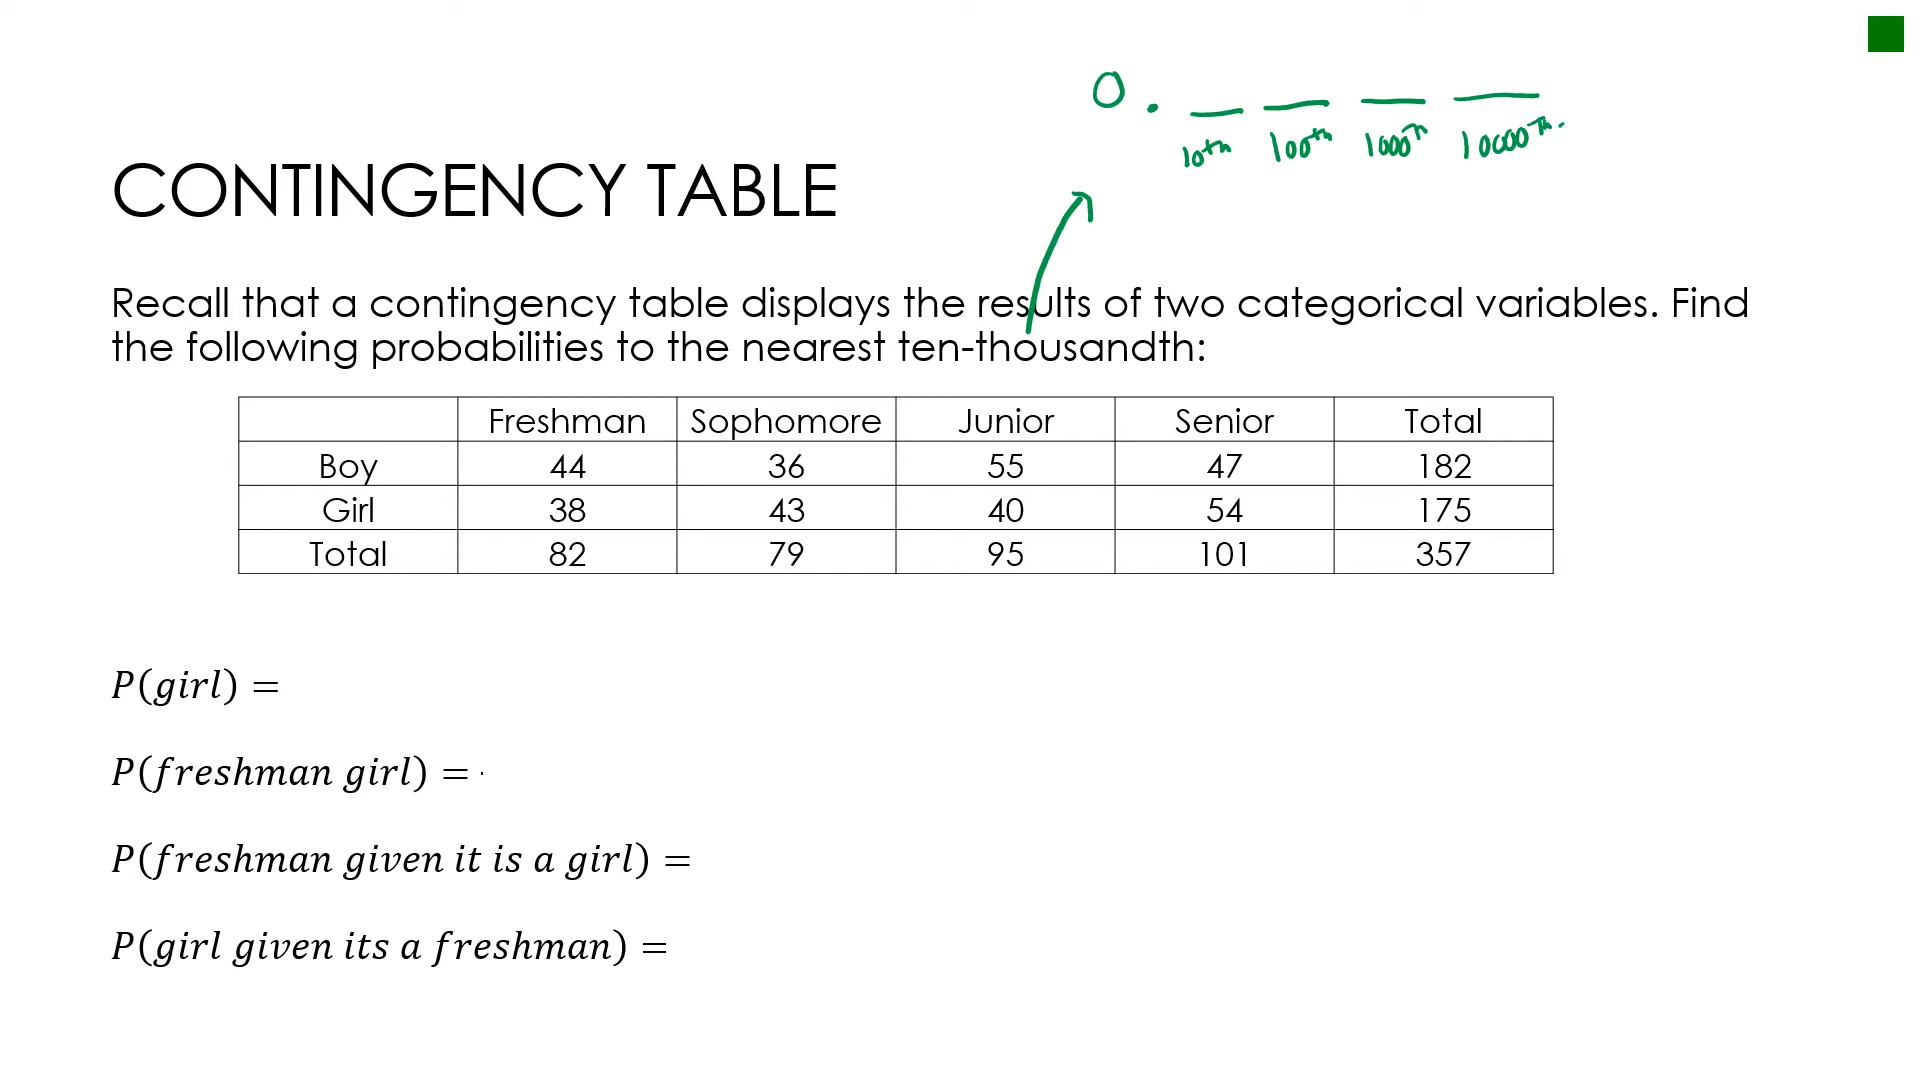 0. _ _ _ _
10th 100th 1000th 10000th.
CONTINGENCY TABLE
Recall that a contingency table displays the results of two categorical variables. Find
the following probabilities to the nearest ten-thousandth:
Freshman Sophomore Junior Senior Total
Boy 44 36 55 47 182
Girl 38 43 40 54 175
Total 82 79 95 101 357
P(girl) =
P(freshman girl) =
P(freshman given it is a girl) =
P(girl given its a freshman) =